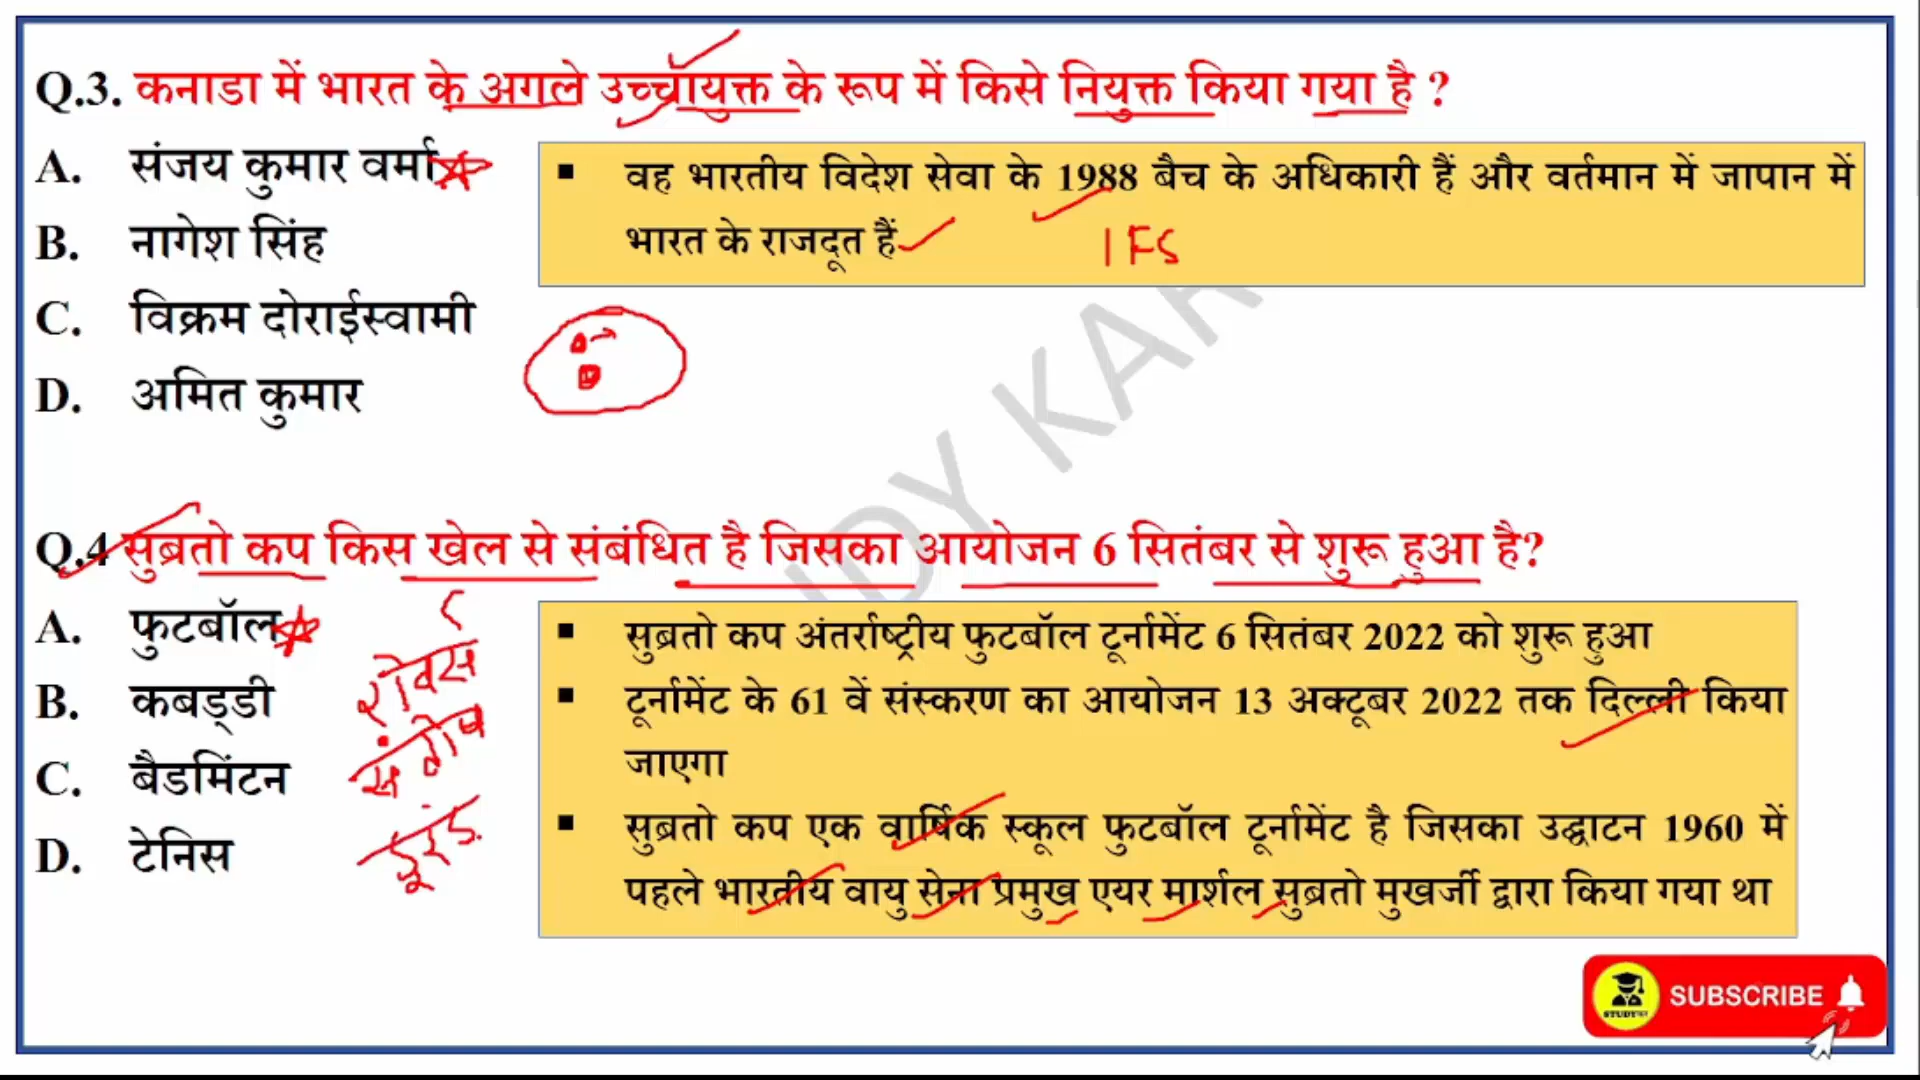 Q.3. कनाडा में भारत के अगले उच्चायुक्त के रूप में किसे नियुक्त किया गया है ?
A. संजय कुमार वर्मा
B. नागेश सिंह
C. विक्रम दोराईस्वामी
D. अमित कुमार
▪ वह भारतीय विदेश सेवा के 1988 बैच के अधिकारी हैं और वर्तमान में जापान में
भारत के राजदूत हैं
IFS
Q.4 सुब्रतो कप किस खेल से संबंधित है जिसका आयोजन 6 सितंबर से शुरू हुआ है?
A. फुटबॉल
B. कबड्डी
C. बैडमिंटन
D. टेनिस
रोवर्स
संतोष
डूरंड
▪ सुब्रतो कप अंतर्राष्ट्रीय फुटबॉल टूर्नामेंट 6 सितंबर 2022 को शुरू हुआ
▪ टूर्नामेंट के 61 वें संस्करण का आयोजन 13 अक्टूबर 2022 तक दिल्ली किया
जाएगा
▪ सुब्रतो कप एक वार्षिक स्कूल फुटबॉल टूर्नामेंट है जिसका उद्घाटन 1960 में
पहले भारतीय वायु सेना प्रमुख एयर मार्शल सुब्रतो मुखर्जी द्वारा किया गया था
SUBSCRIBE